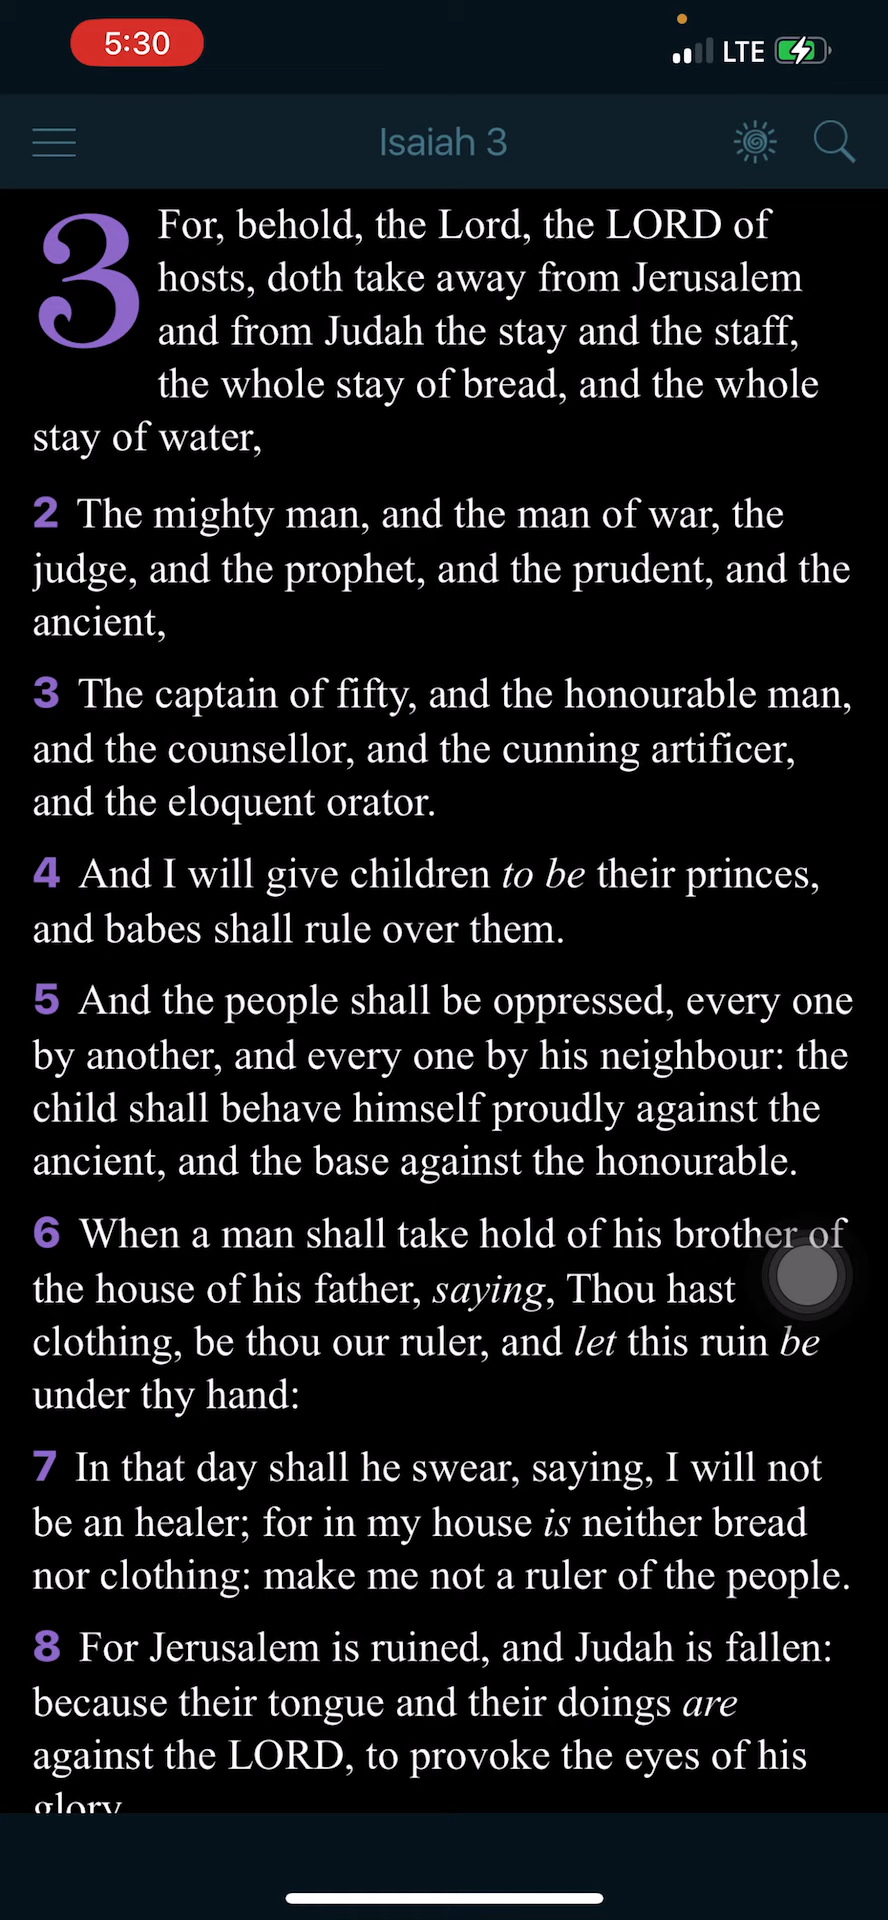 5:30
LTE
Isaiah 3
3 For, behold, the Lord, the LORD of
hosts, doth take away from Jerusalem
and from Judah the stay and the staff,
the whole stay of bread, and the whole
stay of water,
2 The mighty man, and the man of war, the
judge, and the prophet, and the prudent, and the
ancient,
3 The captain of fifty, and the honourable man,
and the counsellor, and the cunning artificer,
and the eloquent orator.
4 And I will give children to be their princes,
and babes shall rule over them.
5 And the people shall be oppressed, every one
by another, and every one by his neighbour: the
child shall behave himself proudly against the
ancient, and the base against the honourable.
6 When a man shall take hold of his brother of
the house of his father, saying, Thou hast
clothing, be thou our ruler, and let this ruin be
under thy hand:
7 In that day shall he swear, saying, I will not
be an healer; for in my house is neither bread
nor clothing: make me not a ruler of the people.
8 For Jerusalem is ruined, and Judah is fallen:
because their tongue and their doings are
against the LORD, to provoke the eyes of his
glory